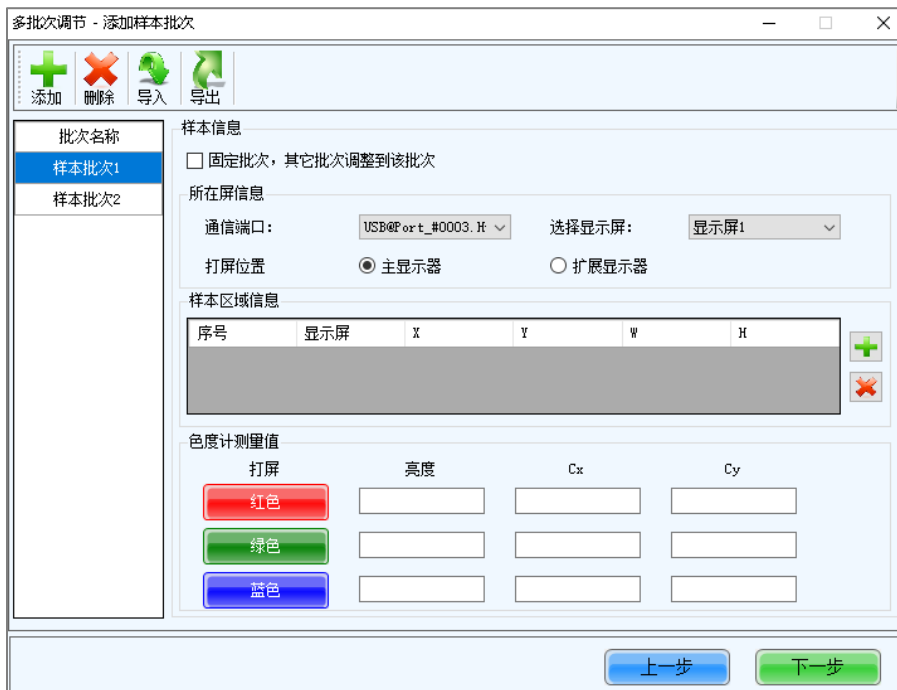 多批次调节 - 添加样本批次
添加 删除 导入 导出
批次名称
样本批次1
样本批次2
样本信息
固定批次，其它批次调整到该批次
所在屏信息
通信端口： USB@Port_#0003.H 选择显示屏： 显示屏1
打屏位置 主显示器 扩展显示器
样本区域信息
序号 显示屏 X Y W H
色度计测量值
打屏 亮度 Cx Cy
红色
绿色
蓝色
上一步 下一步